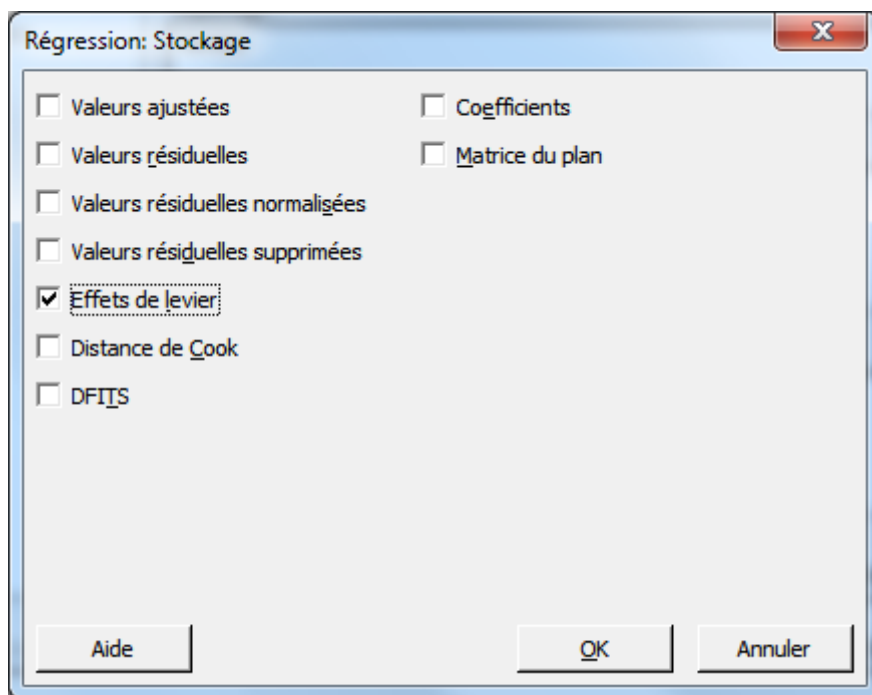 Régression: Stockage
Valeurs ajustées
Valeurs résiduelles
Valeurs résiduelles normalisées
Valeurs résiduelles supprimées
Effets de levier
Distance de Cook
DFITS
Coefficients
Matrice du plan
Aide
OK
Annuler